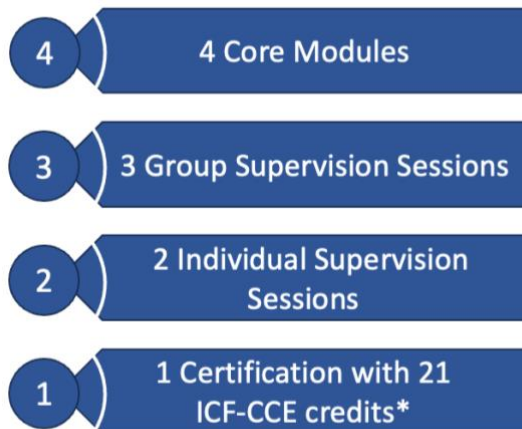 4
4 Core Modules
3
3 Group Supervision Sessions
2
2 Individual Supervision
Sessions
1
1 Certification with 21
ICF-CCE credits*